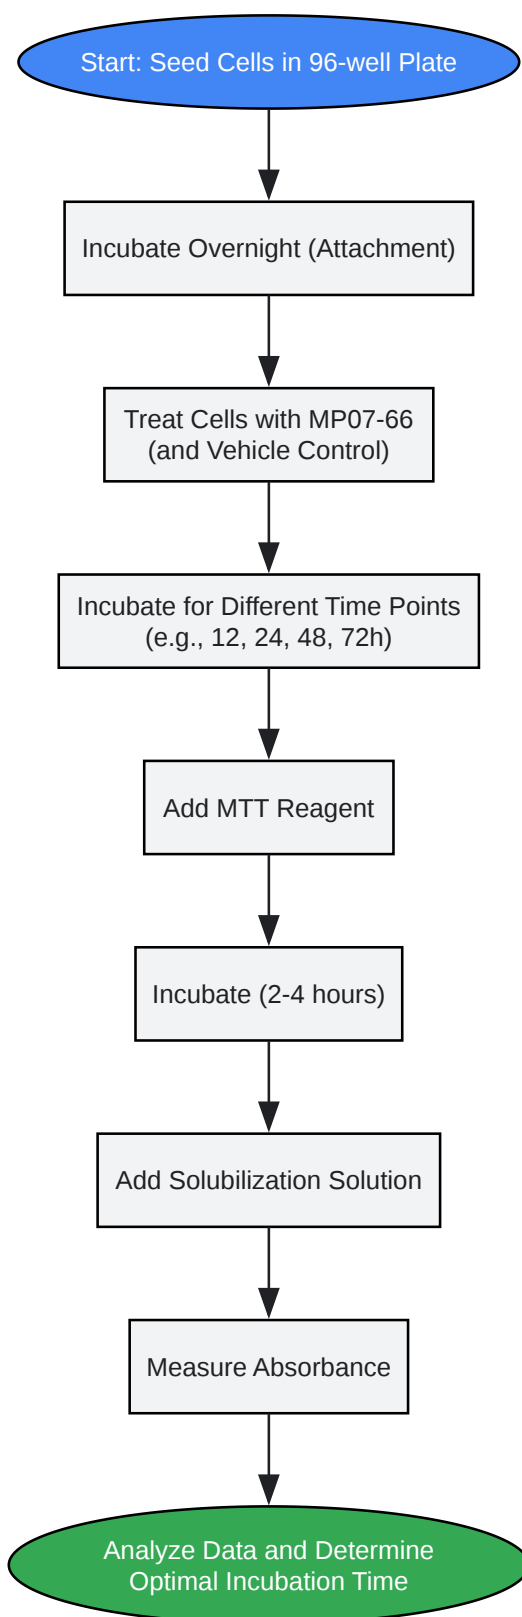 Start: Seed Cells in 96-well Plate
Incubate Overnight (Attachment)
Treat Cells with MP07-66
(and Vehicle Control)
Incubate for Different Time Points
(e.g., 12, 24, 48, 72h)
Add MTT Reagent
Incubate (2-4 hours)
Add Solubilization Solution
Measure Absorbance
Analyze Data and Determine
Optimal Incubation Time